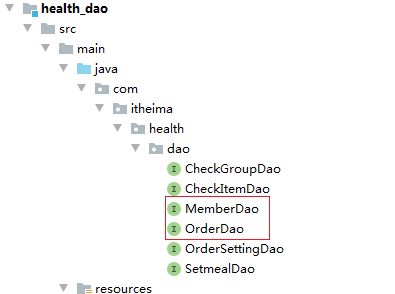 health_dao
src
main
java
com
itheima
health
dao
CheckGroupDao
CheckItemDao
MemberDao
OrderDao
OrderSettingDao
SetmealDao
resources